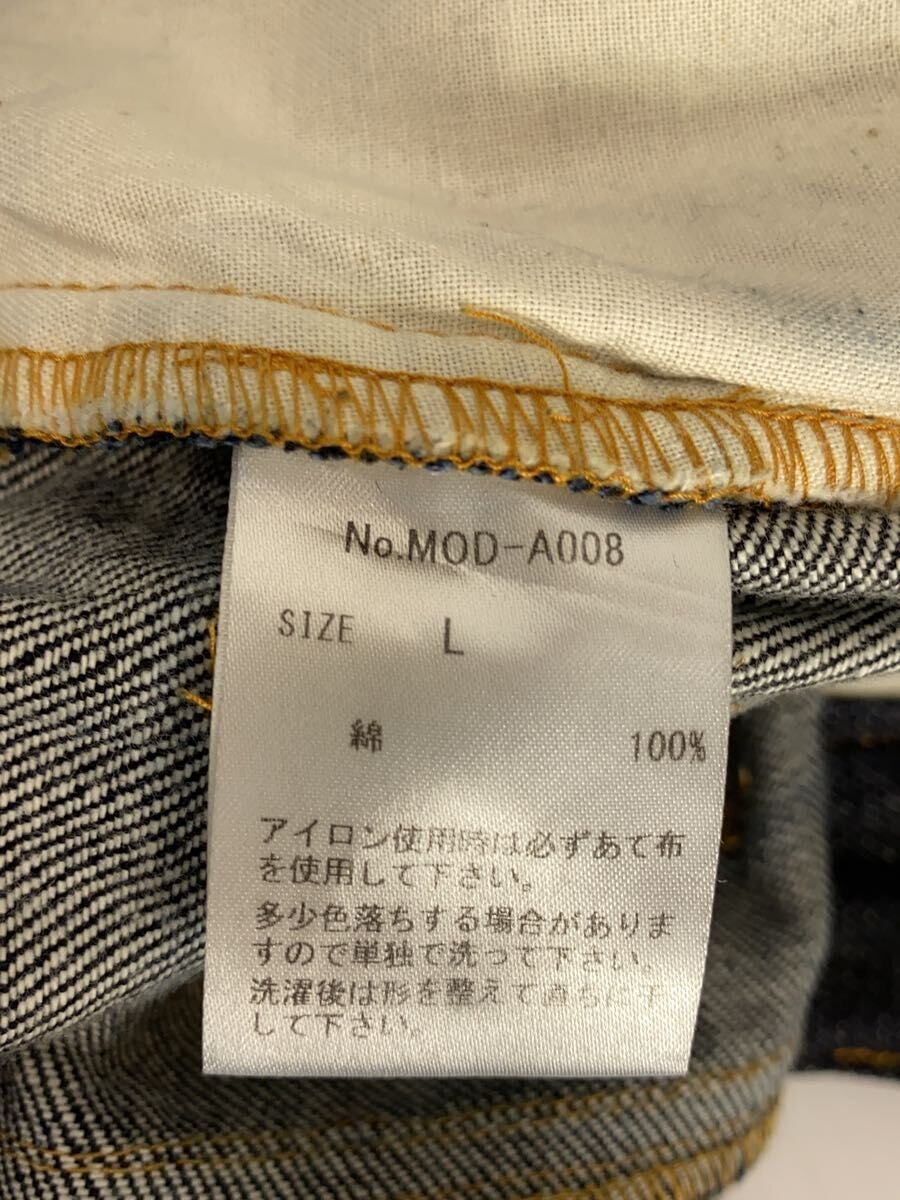 No.MOD-A008
SIZE L
綿 100%
アイロン使用時は必ずあて布
を使用して下さい。
多少色落ちする場合がありま
すので単独で洗って下さい。
洗濯後は形を整えて直ちに干
して下さい。